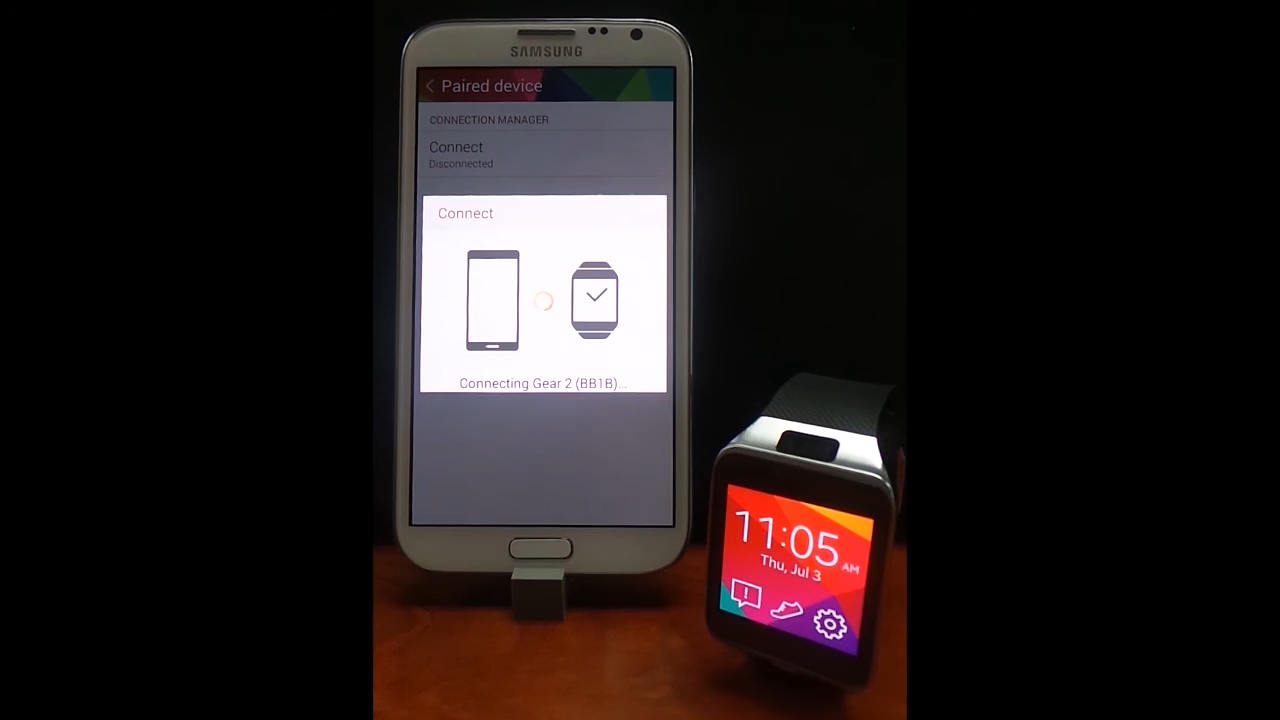 SAMSUNG
Paired device
CONNECTION MANAGER
Connect
Disconnected
Connect
Connecting Gear 2 (BB1B)...
11:05 AM
Thu, Jul 3